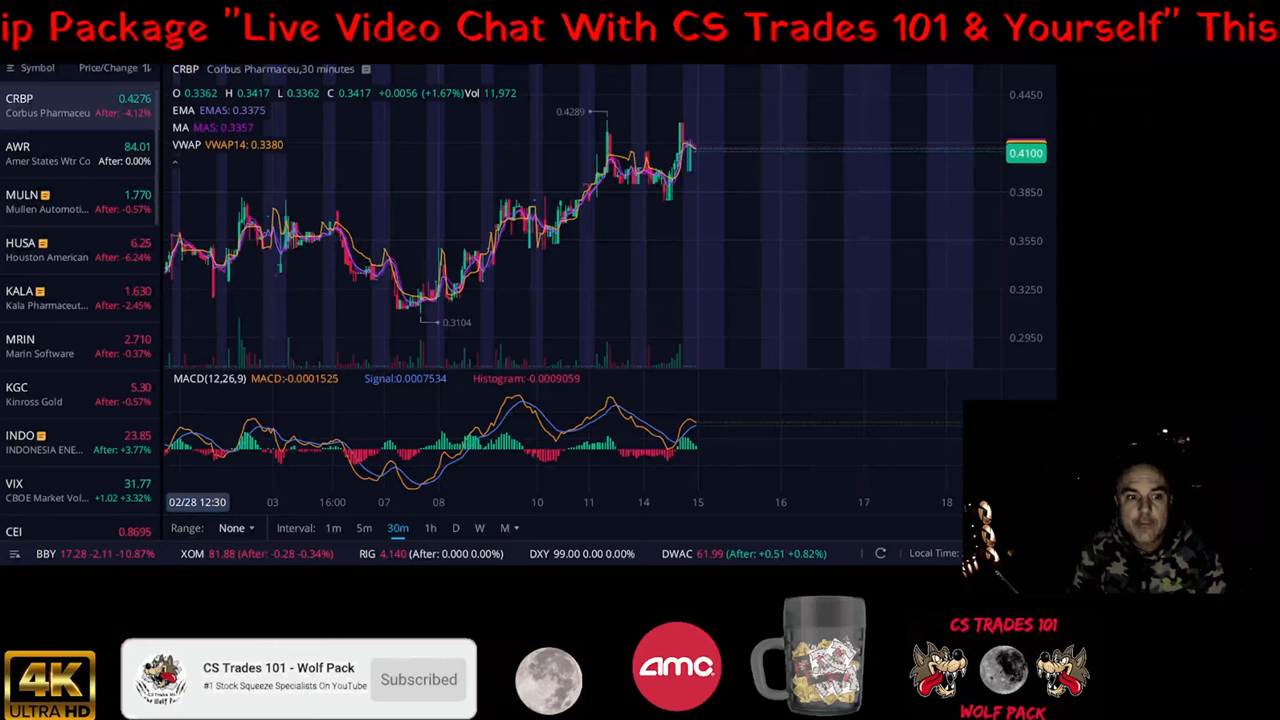 ip Package "Live Video Chat With CS Trades 101 & Yourself" This
Symbol Price/Change
CRBP 0.4276
Corbus Pharmaceu After: -4.12%
AWR 84.01
Amer States Wtr Co After: 0.00%
MULN 1.770
Mullen Automoti... After: -0.57%
HUSA 6.25
Houston American After: -6.24%
KALA 1.630
Kala Pharmaceut... After: -2.45%
MRIN 2.710
Marin Software After: -0.37%
KGC 5.30
Kinross Gold After: -0.57%
INDO 23.85
INDONESIA ENE... After: +3.77%
VIX 31.77
CBOE Market Vol... +1.02 +3.32%
CEI 0.8695
CRBP Corbus Pharmaceu,30 minutes
O 0.3362 H 0.3417 L 0.3362 C 0.3417 +0.0056 (+1.67%)Vol 11,972
EMA EMA5: 0.3375
MA MA5: 0.3357
VWAP VWAP14: 0.3380
0.4289
0.3104
0.4450
0.4100
0.3850
0.3550
0.3250
0.2950
MACD(12,26,9) MACD:-0.0001525 Signal:0.0007534 Histogram:-0.0009059
02/28 12:30 03 16:00 07 08 10 11 14 15 16 17 18
Range: None Interval: 1m 5m 30m 1h D W M
BBY 17.28 -2.11 -10.87% XOM 81.88 (After: -0.28 -0.34%) RIG 4.140 (After: 0.000 0.00%) DXY 99.00 0.00 0.00% DWAC 61.99 (After: +0.51 +0.82%) Local Time:
4K
ULTRA HD
CS Trades 101 - Wolf Pack
#1 Stock Squeeze Specialists On YouTube
Subscribed
amc
CS TRADES 101
WOLF PACK